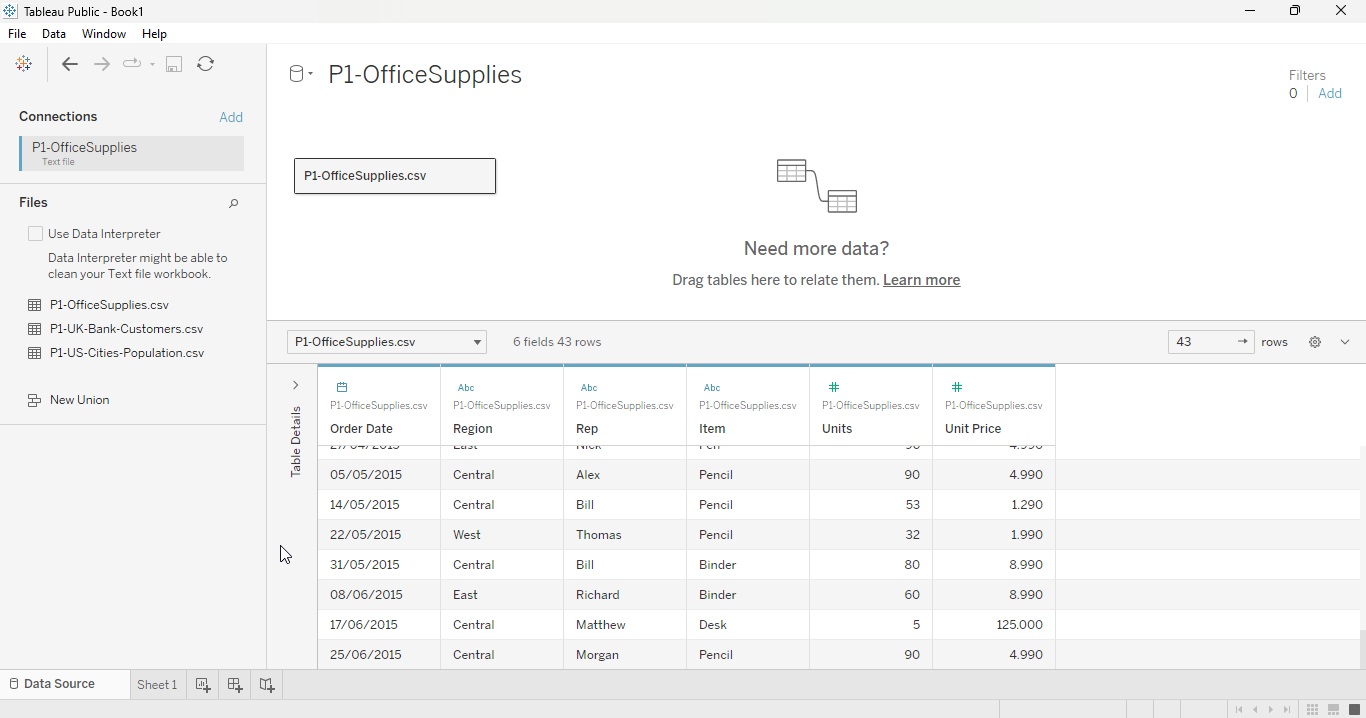 Tableau Public - Book1
File Data Window Help
P1-OfficeSupplies
Filters
0 Add
Connections Add
P1-OfficeSupplies
Text file
Files
Use Data Interpreter
Data Interpreter might be able to
clean your Text file workbook.
P1-OfficeSupplies.csv
P1-UK-Bank-Customers.csv
P1-US-Cities-Population.csv
New Union
P1-OfficeSupplies.csv
Need more data?
Drag tables here to relate them. Learn more
P1-OfficeSupplies.csv 6 fields 43 rows 43 → rows
Table Details
Abc Abc Abc # #
P1-OfficeSupplies.csv P1-OfficeSupplies.csv P1-OfficeSupplies.csv P1-OfficeSupplies.csv P1-OfficeSupplies.csv P1-OfficeSupplies.csv
Order Date Region Rep Item Units Unit Price
05/05/2015 Central Alex Pencil 90 4.990
14/05/2015 Central Bill Pencil 53 1.290
22/05/2015 West Thomas Pencil 32 1.990
31/05/2015 Central Bill Binder 80 8.990
08/06/2015 East Richard Binder 60 8.990
17/06/2015 Central Matthew Desk 5 125.000
25/06/2015 Central Morgan Pencil 90 4.990
Data Source Sheet 1